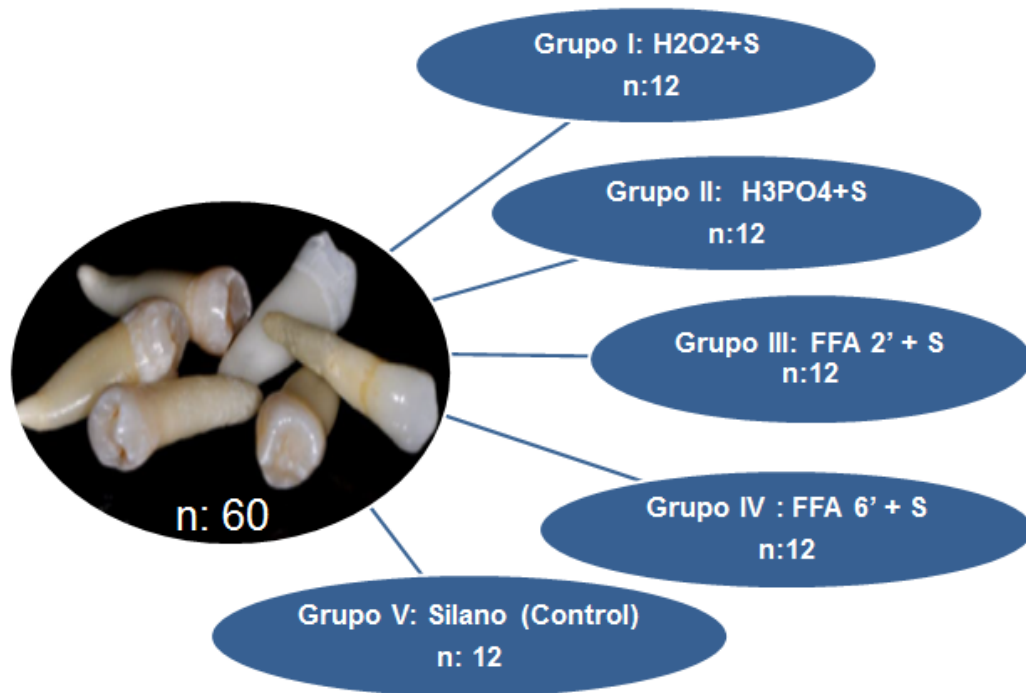 Grupo I: H2O2+S
n:12
Grupo II: H3PO4+S
n:12
Grupo III: FFA 2’ + S
n:12
Grupo IV : FFA 6’ + S
n:12
Grupo V: Silano (Control)
n: 12
n: 60